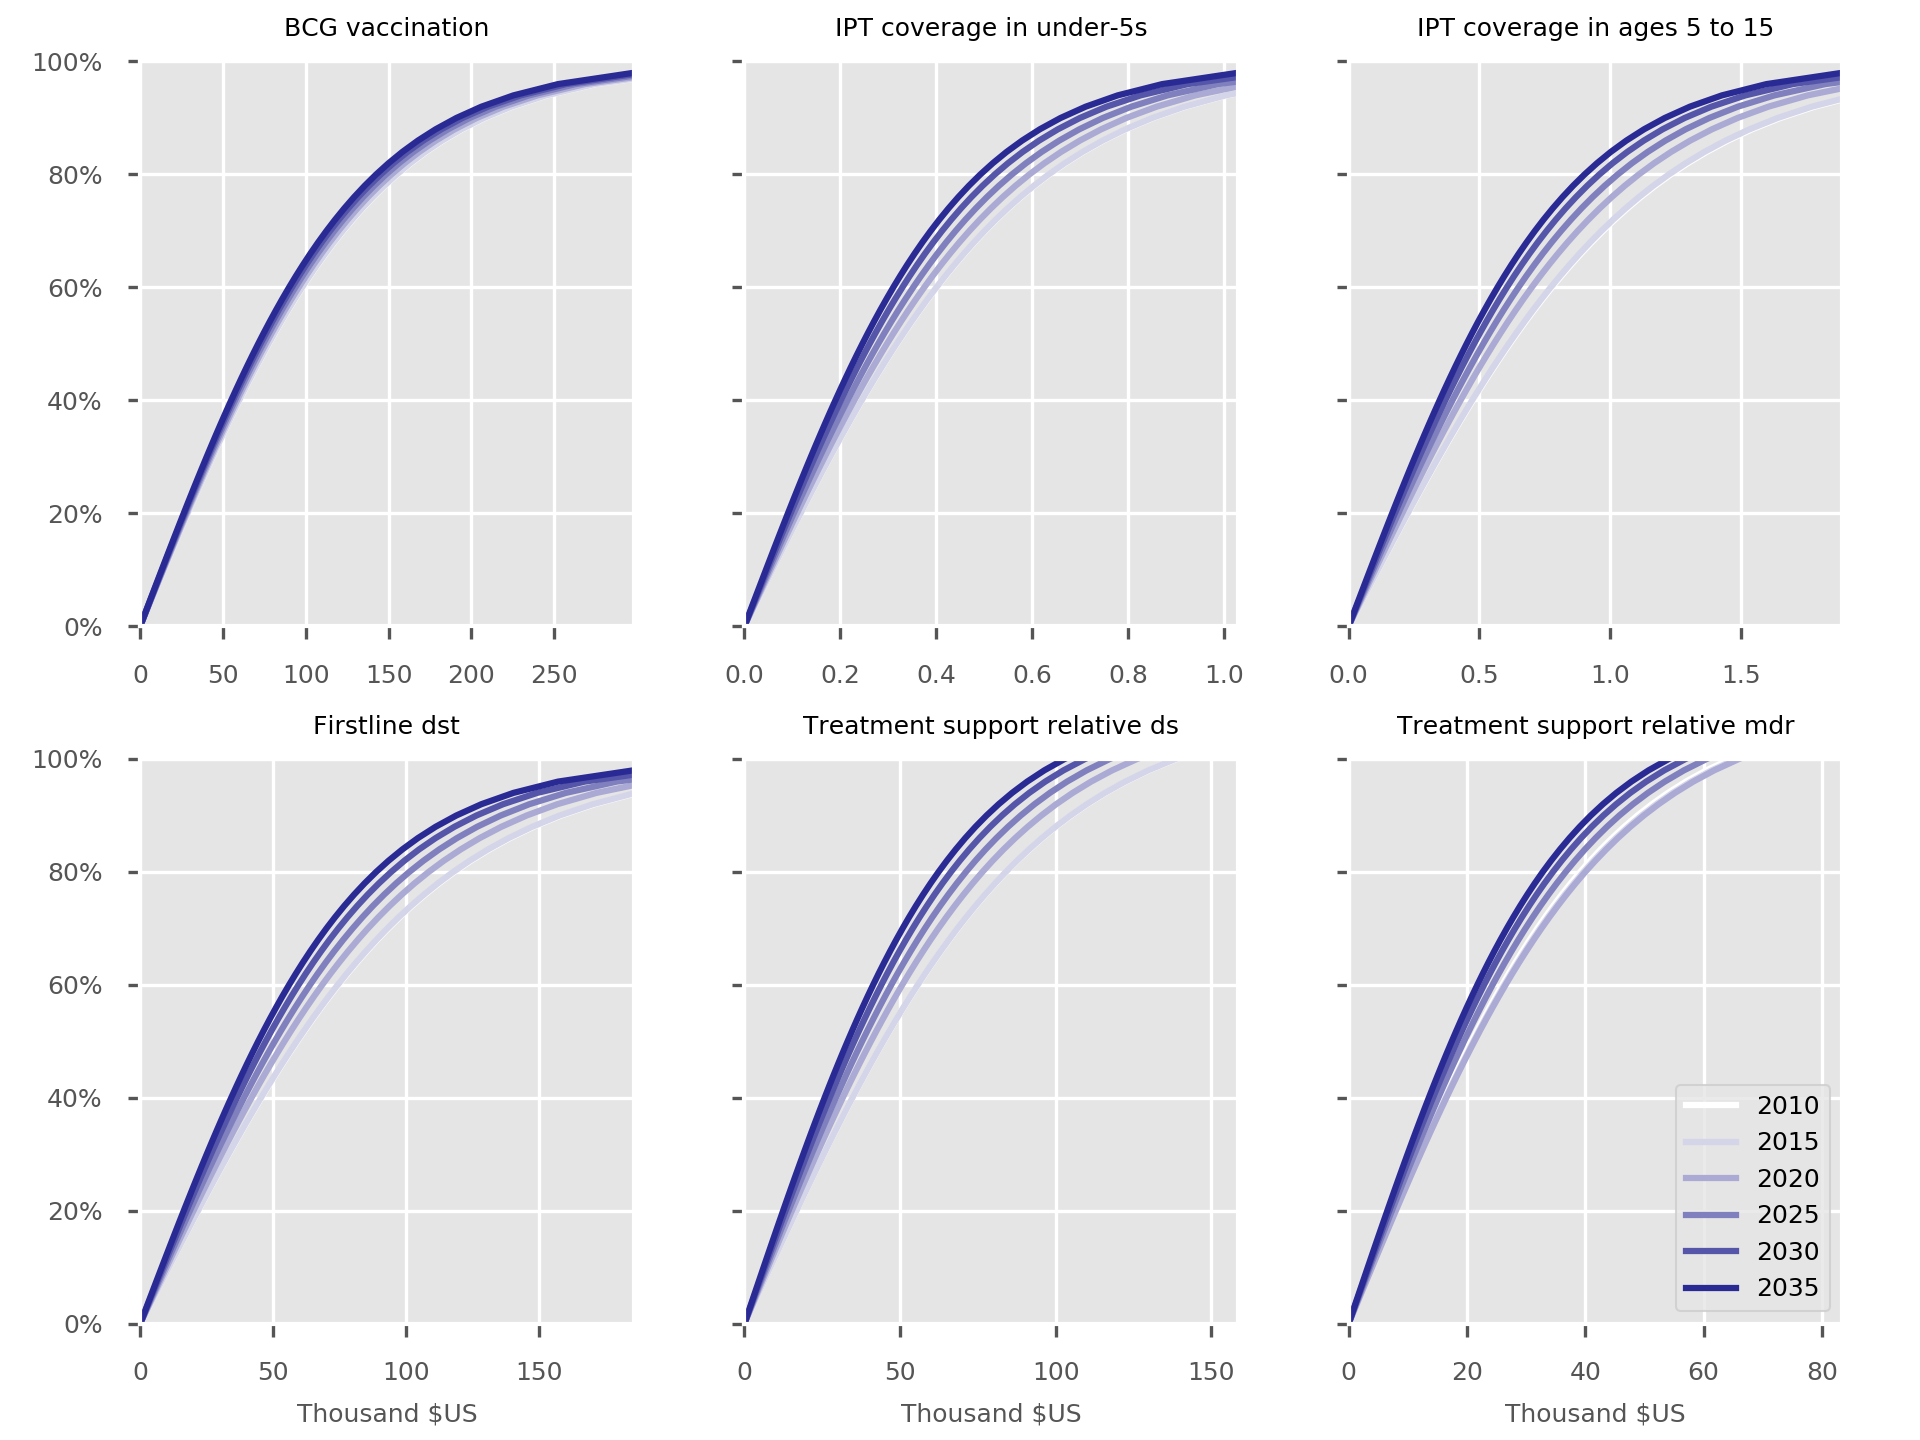 BCG vaccination
IPT coverage in under-5s
IPT coverage in ages 5 to 15
100%
80%
60%
40%
20%
0%
0 50 100 150 200 250
0.0 0.2 0.4 0.6 0.8 1.0
0.0 0.5 1.0 1.5
Firstline dst
Treatment support relative ds
Treatment support relative mdr
100%
80%
60%
40%
20%
0%
2010
2015
2020
2025
2030
2035
0 50 100 150
0 50 100 150
0 20 40 60 80
Thousand $US
Thousand $US
Thousand $US